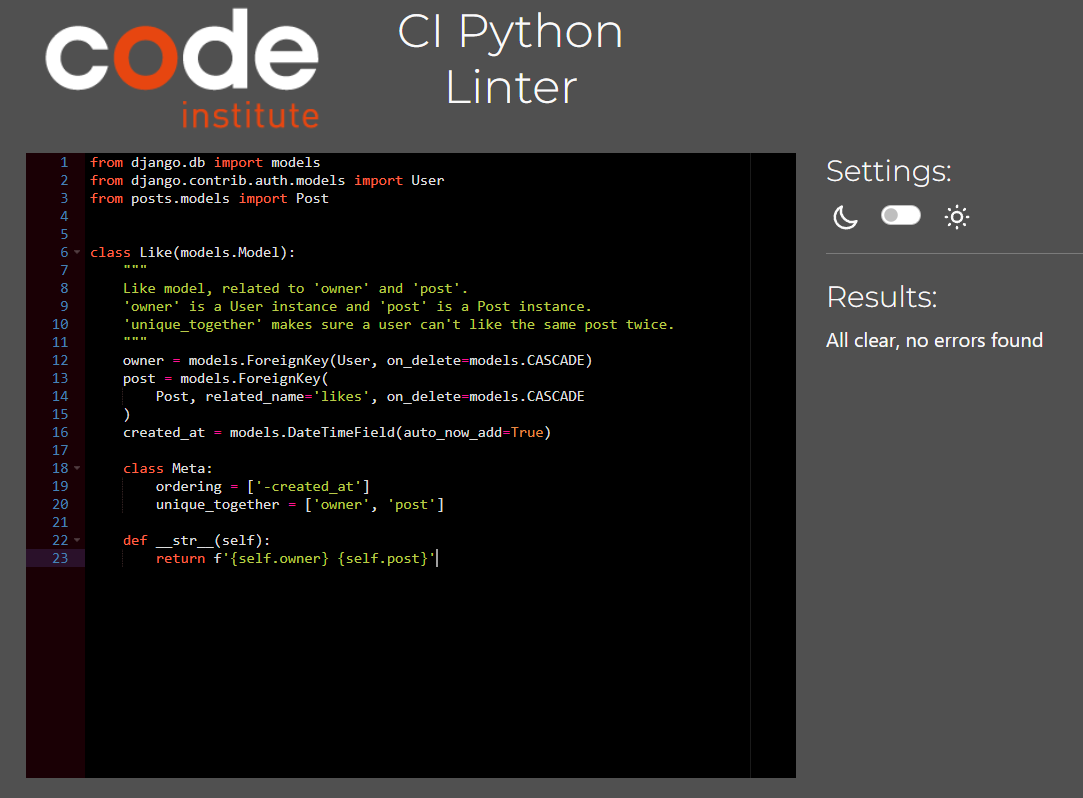 code
institute
CI Python
Linter
1 from django.db import models
2 from django.contrib.auth.models import User
3 from posts.models import Post
4
5
6 class Like(models.Model):
7     """
8     Like model, related to 'owner' and 'post'.
9     'owner' is a User instance and 'post' is a Post instance.
10     'unique_together' makes sure a user can't like the same post twice.
11     """
12     owner = models.ForeignKey(User, on_delete=models.CASCADE)
13     post = models.ForeignKey(
14         Post, related_name='likes', on_delete=models.CASCADE
15     )
16     created_at = models.DateTimeField(auto_now_add=True)
17
18     class Meta:
19         ordering = ['-created_at']
20         unique_together = ['owner', 'post']
21
22     def __str__(self):
23         return f'{self.owner} {self.post}'
Settings:
Results:
All clear, no errors found